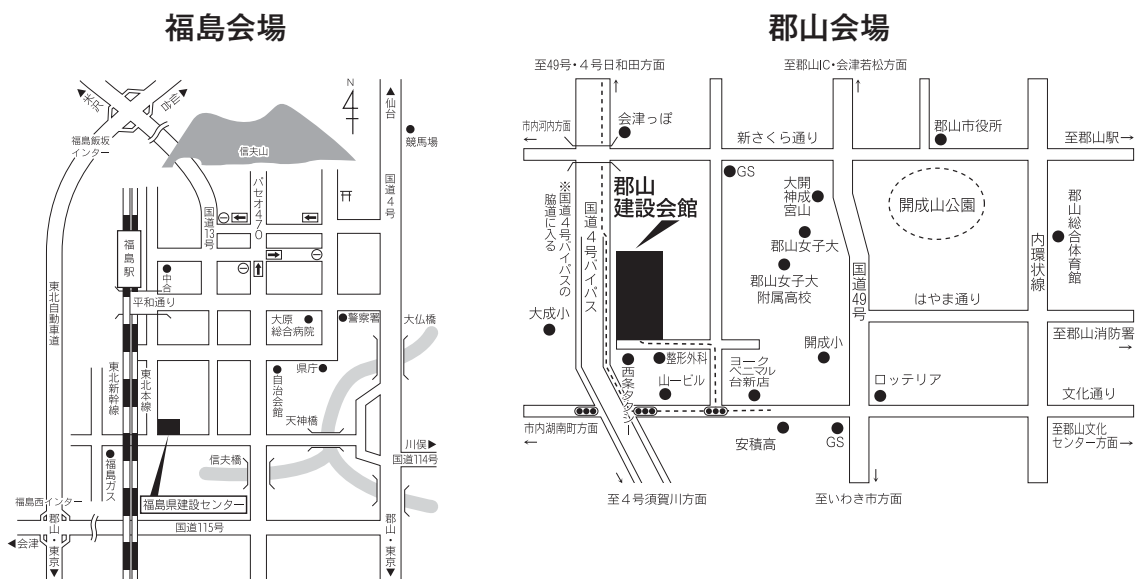 福島会場
米沢
仙台
N
仙台
競馬場
福島飯坂
インター
信夫山
パセオ470
国道4号
国道13号
福島駅
中合
平和通り
東北自動車道
大原
総合病院
警察署
大仏橋
東北新幹線
東北本線
県庁
自治会館
天神橋
川俣
国道114号
福島ガス
信夫橋
福島西インター
福島県建設センター
国道115号
会津
郡山・東京
郡山・東京
郡山会場
至49号・4号日和田方面
至郡山IC・会津若松方面
市内河内方面
会津っぽ
新さくら通り
郡山市役所
至郡山駅
GS
郡山
建設会館
※国道4号バイパスの
脇道に入る
国道4号バイパス
大開
神成
宮山
開成山公園
郡山総合体育館
郡山女子大
内環状線
郡山女子大
附属高校
国道49号
はやま通り
大成小
至郡山消防署
開成小
整形外科
ヨーク
ベニマル
台新店
西条タクシー
山一ビル
ロッテリア
文化通り
市内湖南町方面
安積高
GS
至郡山文化
センター方面
至4号須賀川方面
至いわき市方面